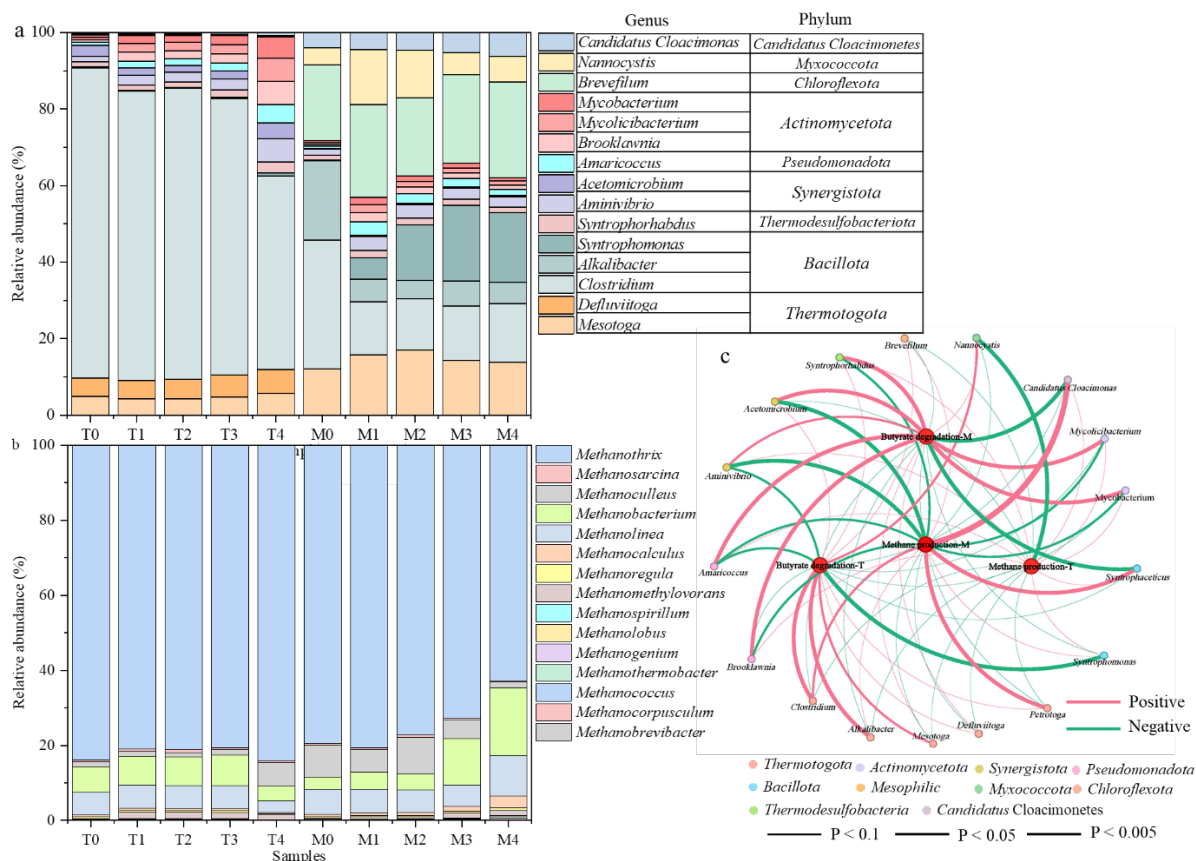 a
Relative abundance (%)
100
80
60
40
20
0
T0 T1 T2 T3 T4 M0 M1 M2 M3 M4
Genus Phylum
Candidatus Cloacimonas Candidatus Cloacimonetes
Nannocystis Myxococcota
Brevefilum Chloroflexota
Mycobacterium
Mycolicibacterium Actinomycetota
Brooklawnia
Amaricoccus Pseudomonadota
Acetomicrobium Synergistota
Aminivibrio
Syntrophorhabdus Thermodesulfobacteriota
Syntrophomonas
Alkalibacter Bacillota
Clostridium
Defluviitoga Thermotogota
Mesotoga
b
Relative abundance (%)
100
80
60
40
20
0
T0 T1 T2 T3 T4 M0 M1 M2 M3 M4
Samples
Methanothrix
Methanosarcina
Methanoculleus
Methanobacterium
Methanolinea
Methanocalculus
Methanoregula
Methanomethylovorans
Methanospirillum
Methanolobus
Methanogenium
Methanothermobacter
Methanococcus
Methanocorpusculum
Methanobrevibacter
c
Brevefilum
Nannocystis
Syntrophorhabdus
Candidatus Cloacimonas
Acetomicrobium
Mycolicibacterium
Butyrate degradation-M
Aminivibrio
Mycobacterium
Methane production-M
Amaricoccus
Butyrate degradation-T
Methane production-T
Syntrophaceticus
Brooklawnia
Syntrophomonas
Clostridium
Petrotoga
Alkalibacter
Mesotoga
Defluviitoga
Positive
Negative
Thermotogota Actinomycetota Synergistota Pseudomonadota
Bacillota Mesophilic Myxococcota Chloroflexota
Thermodesulfobacteria Candidatus Cloacimonetes
P < 0.1 P < 0.05 P < 0.005